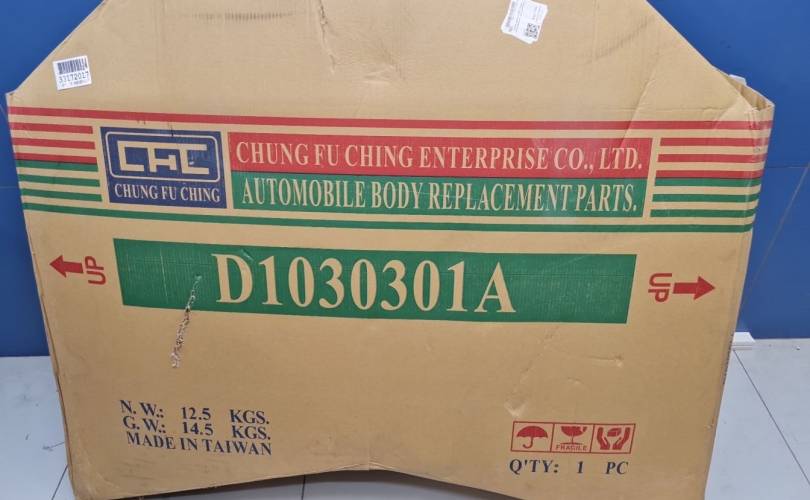 33172017
CFC
CHUNG FU CHING
CHUNG FU CHING ENTERPRISE CO., LTD.
AUTOMOBILE BODY REPLACEMENT PARTS.
UP
D1030301A
UP
N. W.: 12.5 KGS.
G. W.: 14.5 KGS.
MADE IN TAIWAN
FRAGILE
Q'TY: 1 PC